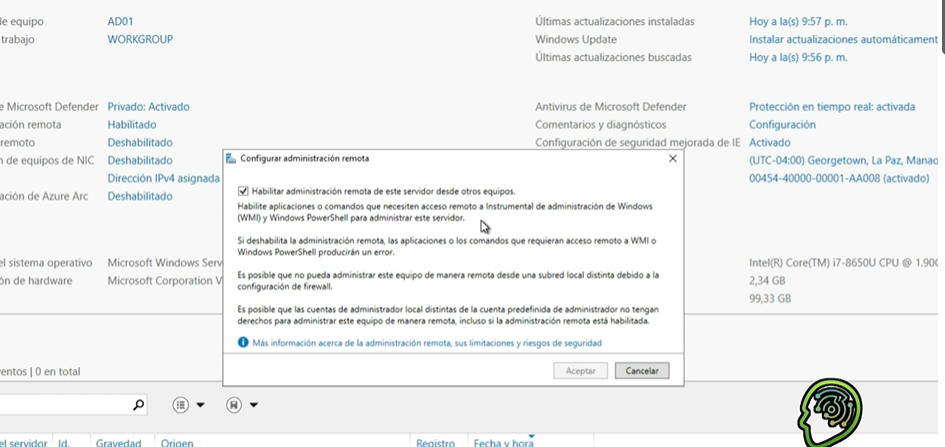 de equipo AD01 Últimas actualizaciones instaladas Hoy a la(s) 9:57 p. m.
trabajo WORKGROUP Windows Update Instalar actualizaciones automáticament
Últimas actualizaciones buscadas Hoy a la(s) 9:56 p. m.
e Microsoft Defender Privado: Activado Antivirus de Microsoft Defender Protección en tiempo real: activada
ación remota Habilitado Comentarios y diagnósticos Configuración
remoto Deshabilitado Configuración de seguridad mejorada de IE Activado
n de equipos de NIC Deshabilitado (UTC-04:00) Georgetown, La Paz, Manao
Dirección IPv4 asignada 00454-40000-00001-AA008 (activado)
ación de Azure Arc Deshabilitado
Configurar administración remota
Habilitar administración remota de este servidor desde otros equipos.
Habilite aplicaciones o comandos que necesiten acceso remoto a Instrumental de administración de Windows
(WMI) y Windows PowerShell para administrar este servidor.
Si deshabilita la administración remota, las aplicaciones o los comandos que requieran acceso remoto a WMI o
Windows PowerShell producirán un error.
Es posible que no pueda administrar este equipo de manera remota desde una subred local distinta debido a la
configuración de firewall.
Es posible que las cuentas de administrador local distintas de la cuenta predefinida de administrador no tengan
derechos para administrar este equipo de manera remota, incluso si la administración remota está habilitada.
Más información acerca de la administración remota, sus limitaciones y riesgos de seguridad
Aceptar Cancelar
el sistema operativo Microsoft Windows Serv Intel(R) Core(TM) i7-8650U CPU @ 1.90G
ón de hardware Microsoft Corporation V 2,34 GB
99,33 GB
ventos | 0 en total
el servidor Id. Gravedad Origen Registro Fecha y hora